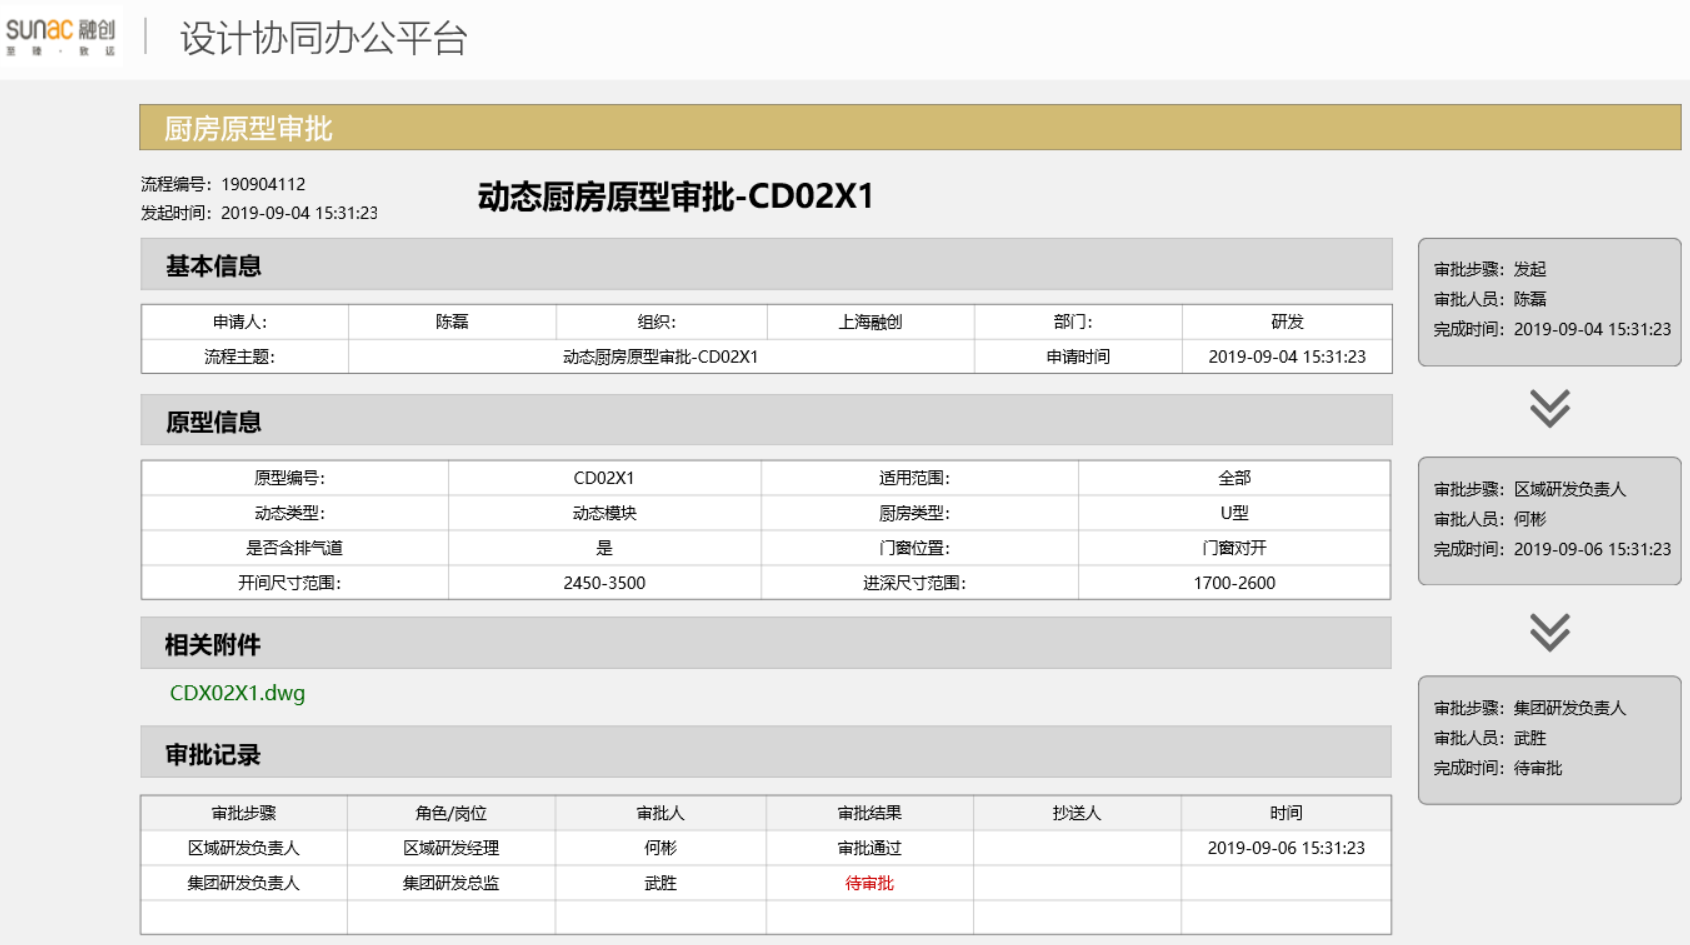 sunac 融创
至臻·致远
设计协同办公平台
厨房原型审批
流程编号：190904112
发起时间：2019-09-04 15:31:23
动态厨房原型审批-CD02X1
基本信息
申请人： 陈磊 组织： 上海融创 部门： 研发
流程主题： 动态厨房原型审批-CD02X1 申请时间 2019-09-04 15:31:23
原型信息
原型编号： CD02X1 适用范围： 全部
动态类型： 动态模块 厨房类型： U型
是否含排气道 是 门窗位置： 门窗对开
开间尺寸范围： 2450-3500 进深尺寸范围： 1700-2600
相关附件
CDX02X1.dwg
审批记录
审批步骤 角色/岗位 审批人 审批结果 抄送人 时间
区域研发负责人 区域研发经理 何彬 审批通过 2019-09-06 15:31:23
集团研发负责人 集团研发总监 武胜 待审批
审批步骤：发起
审批人员：陈磊
完成时间：2019-09-04 15:31:23
审批步骤：区域研发负责人
审批人员：何彬
完成时间：2019-09-06 15:31:23
审批步骤：集团研发负责人
审批人员：武胜
完成时间：待审批